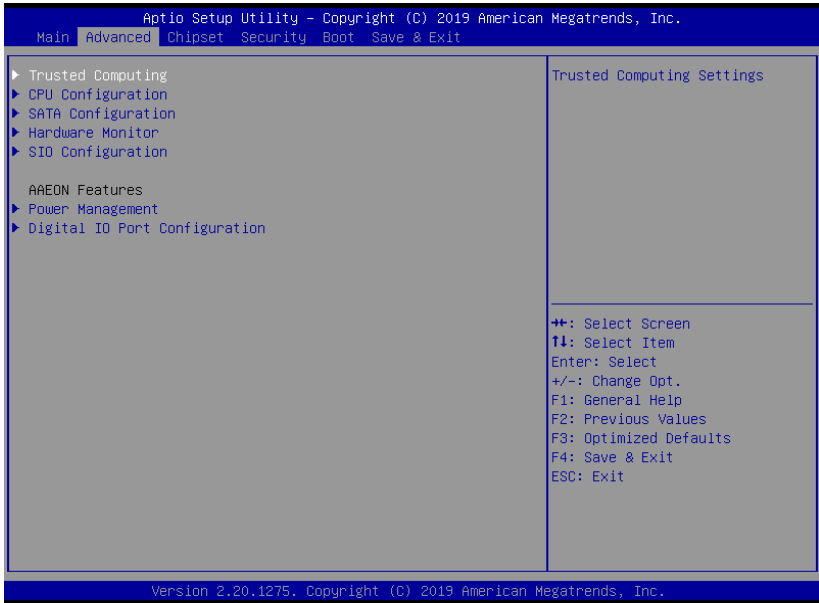 Aptio Setup Utility – Copyright (C) 2019 American Megatrends, Inc.
Main Advanced Chipset Security Boot Save & Exit
▶ Trusted Computing
▶ CPU Configuration
▶ SATA Configuration
▶ Hardware Monitor
▶ SIO Configuration
AAEON Features
▶ Power Management
▶ Digital IO Port Configuration
Trusted Computing Settings
→←: Select Screen
↑↓: Select Item
Enter: Select
+/-: Change Opt.
F1: General Help
F2: Previous Values
F3: Optimized Defaults
F4: Save & Exit
ESC: Exit
Version 2.20.1275. Copyright (C) 2019 American Megatrends, Inc.